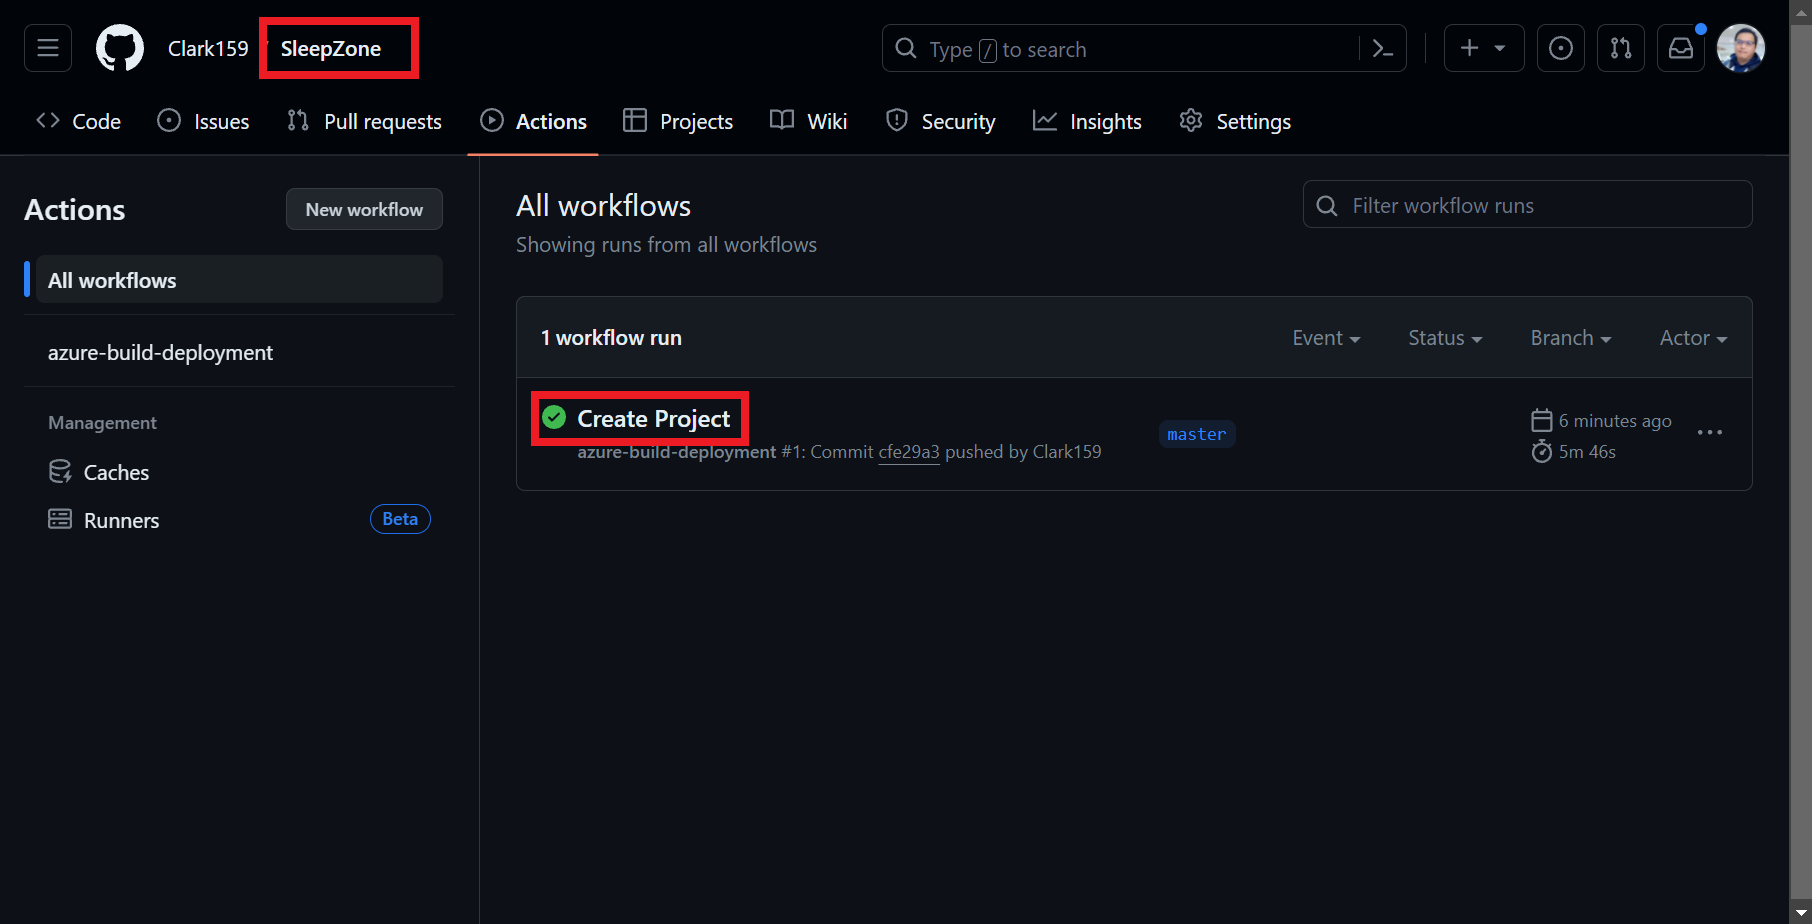 Clark159 / SleepZone
Type / to search
Code Issues Pull requests Actions Projects Wiki Security Insights Settings
Actions
New workflow
All workflows
azure-build-deployment
Management
Caches
Runners Beta
All workflows
Showing runs from all workflows
Filter workflow runs
1 workflow run
Event Status Branch Actor
Create Project
azure-build-deployment #1: Commit cfe29a3 pushed by Clark159
master
6 minutes ago
5m 46s